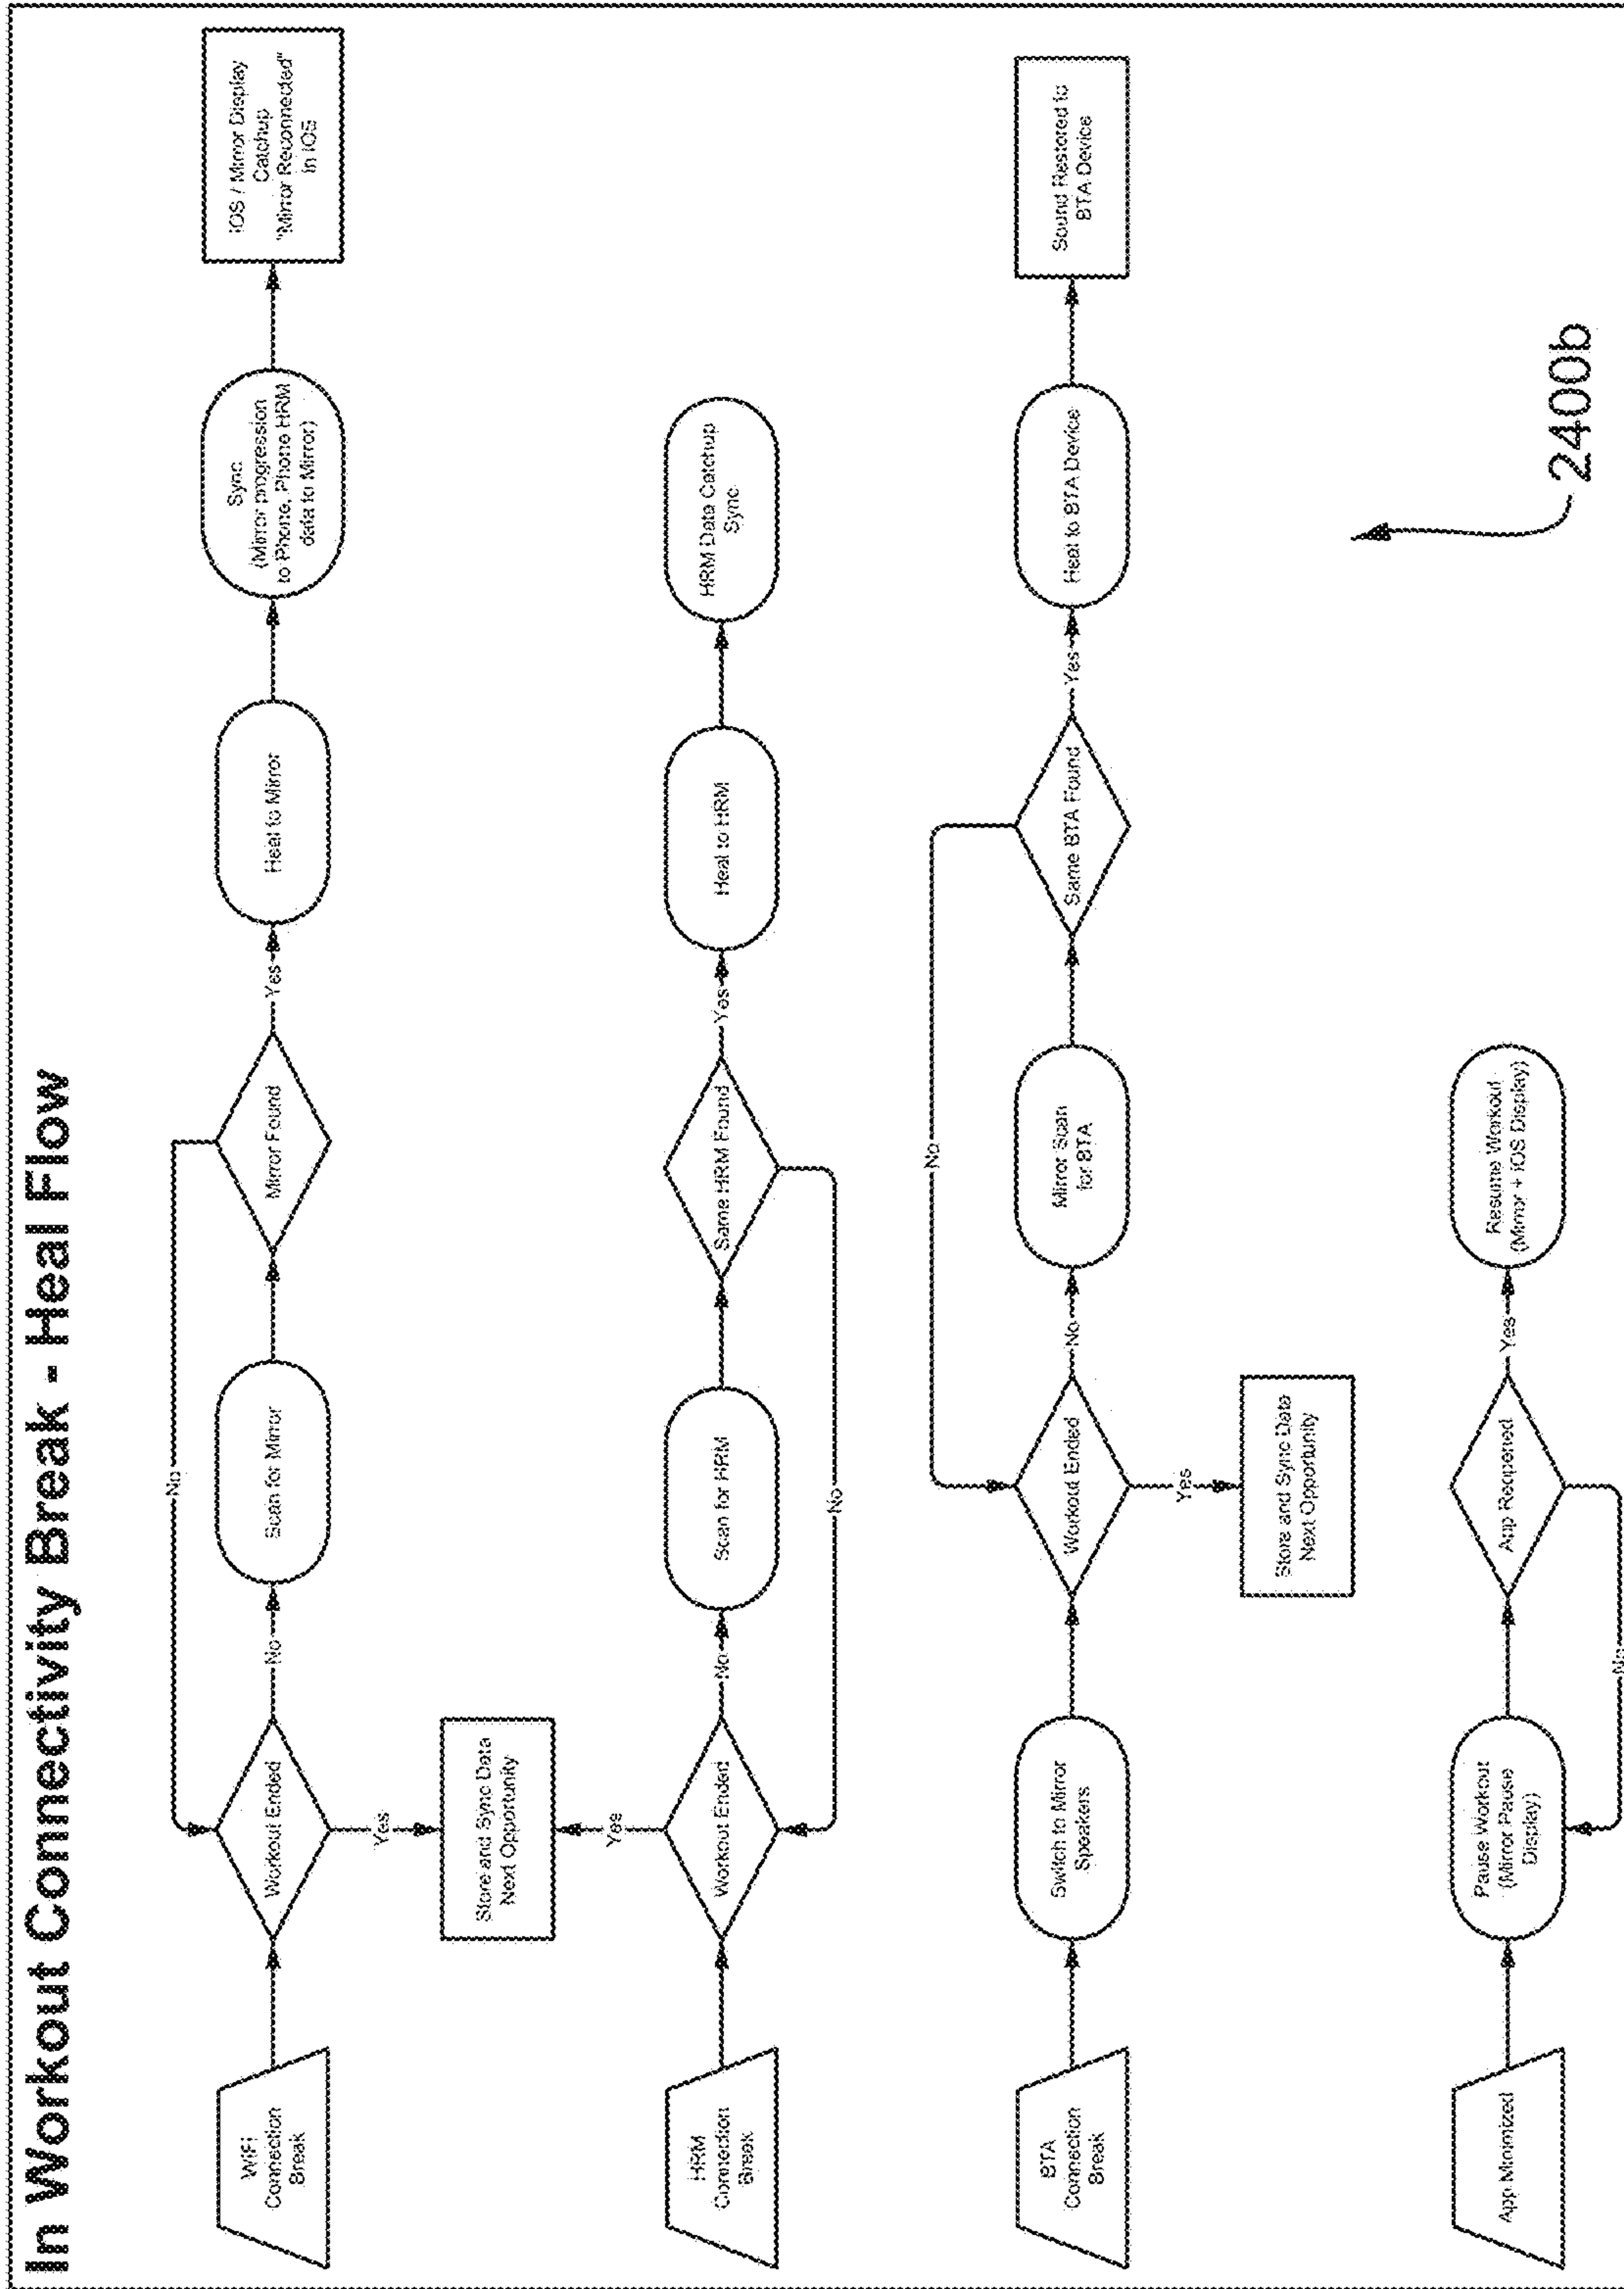 In Workout Connectivity Break - Heal Flow
No
WiFi
Connection
Break
Workout Ended
No
Scan for Mirror
Mirror Found
Yes
Heal to Mirror
Sync
(Mirror progression
to Phone, Phone HRM
data to Mirror)
iOS / Mirror Display
Catchup
"Mirror Reconnected"
in iOS
Yes
Store and Sync Data
Next Opportunity
Yes
HRM
Connection
Break
Workout Ended
No
Scan for HRM
Same HRM Found
Yes
Heal to HRM
HRM Data Catchup
Sync
No
No
BTA
Connection
Break
Switch to Mirror
Speakers
Workout Ended
No
Mirror Scan
for BTA
Same BTA Found
Yes
Heal to BTA Device
Sound Restored to
BTA Device
Yes
Store and Sync Data
Next Opportunity
App Minimized
Pause Workout
(Mirror Pause
Display)
App Reopened
Yes
Resume Workout
(Mirror + iOS Display)
No
2400b